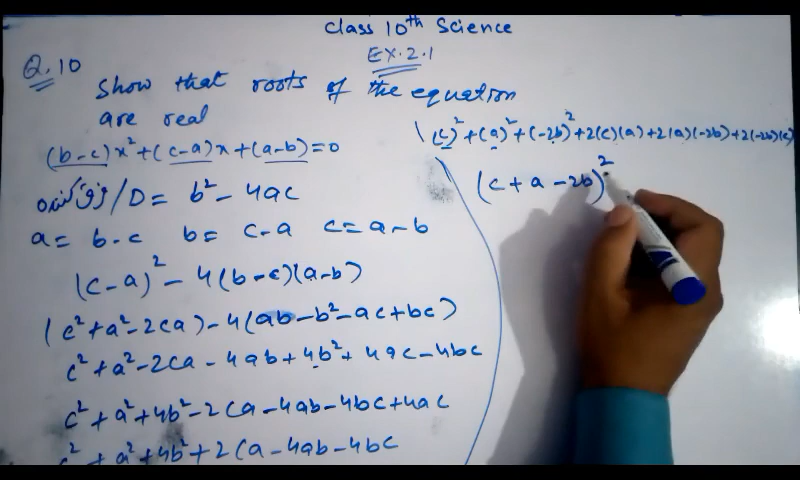 Class 10th Science
EX.2.1
Q.10
Show that roots of the equation
are real
(b-c)x²+(c-a)x+(a-b)=0
فرق کنندہ/D= b²-4ac
a= b-c b= c-a c= a-b
(c-a)²-4(b-c)(a-b)
(c²+a²-2ca)-4(ab-b²-ac+bc)
c²+a²-2ca-4ab+4b²+4ac-4bc
c²+a²+4b²-2ca-4ab-4bc+4ac
c²+a²+4b²+2ca-4ab-4bc
(c)²+(a)²+(-2b)²+2(c)(a)+2(a)(-2b)+2(-2b)(c)
(c+a-2b)²